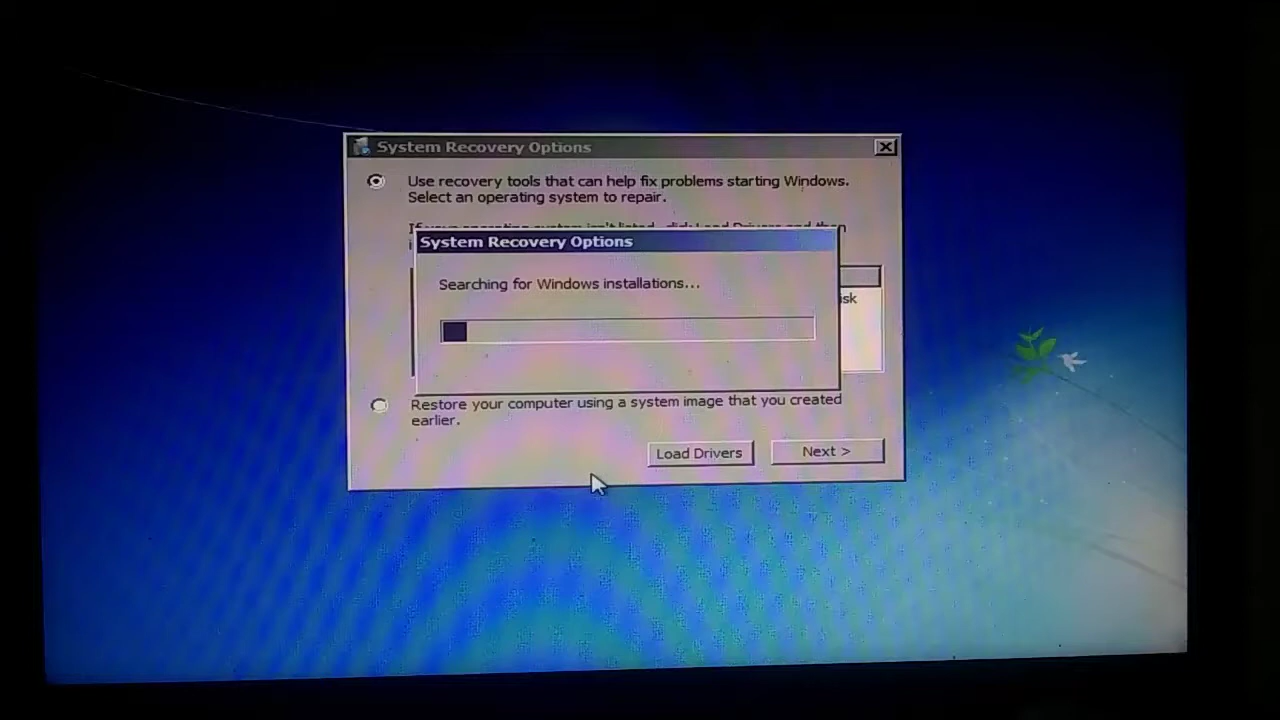 System Recovery Options
Use recovery tools that can help fix problems starting Windows.
Select an operating system to repair.
System Recovery Options
Searching for Windows installations...
Restore your computer using a system image that you created
earlier.
Load Drivers
Next >